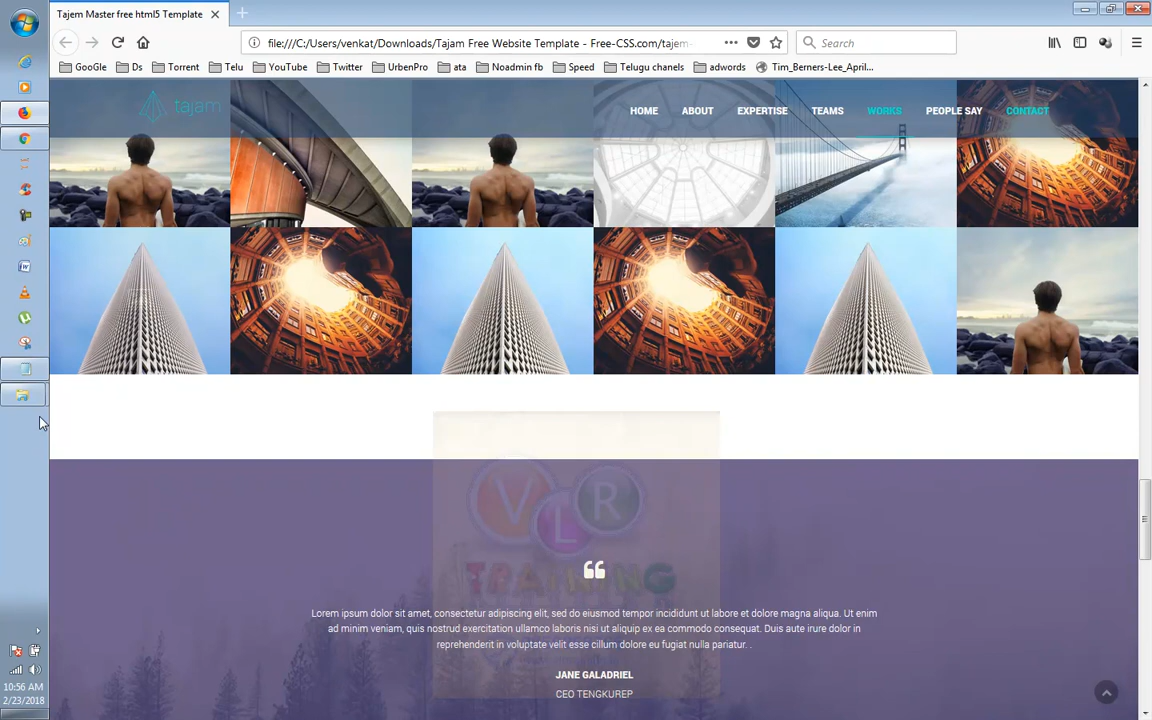 Tajem Master free html5 Template
file:///C:/Users/venkat/Downloads/Tajam Free Website Template - Free-CSS.com/tajem-
Search
GooGle
Ds
Torrent
Telu
YouTube
Twitter
UrbenPro
ata
Noadmin fb
Speed
Telugu chanels
adwords
Tim_Berners-Lee_April...
tajam
HOME
ABOUT
EXPERTISE
TEAMS
WORKS
PEOPLE SAY
CONTACT
VLR
TRAINING
Lorem ipsum dolor sit amet, consectetur adipiscing elit, sed do eiusmod tempor incididunt ut labore et dolore magna aliqua. Ut enim
ad minim veniam, quis nostrud exercitation ullamco laboris nisi ut aliquip ex ea commodo consequat. Duis aute irure dolor in
reprehenderit in voluptate velit esse cillum dolore eu fugiat nulla pariatur. .
JANE GALADRIEL
CEO TENGKUREP
10:56 AM
2/23/2018